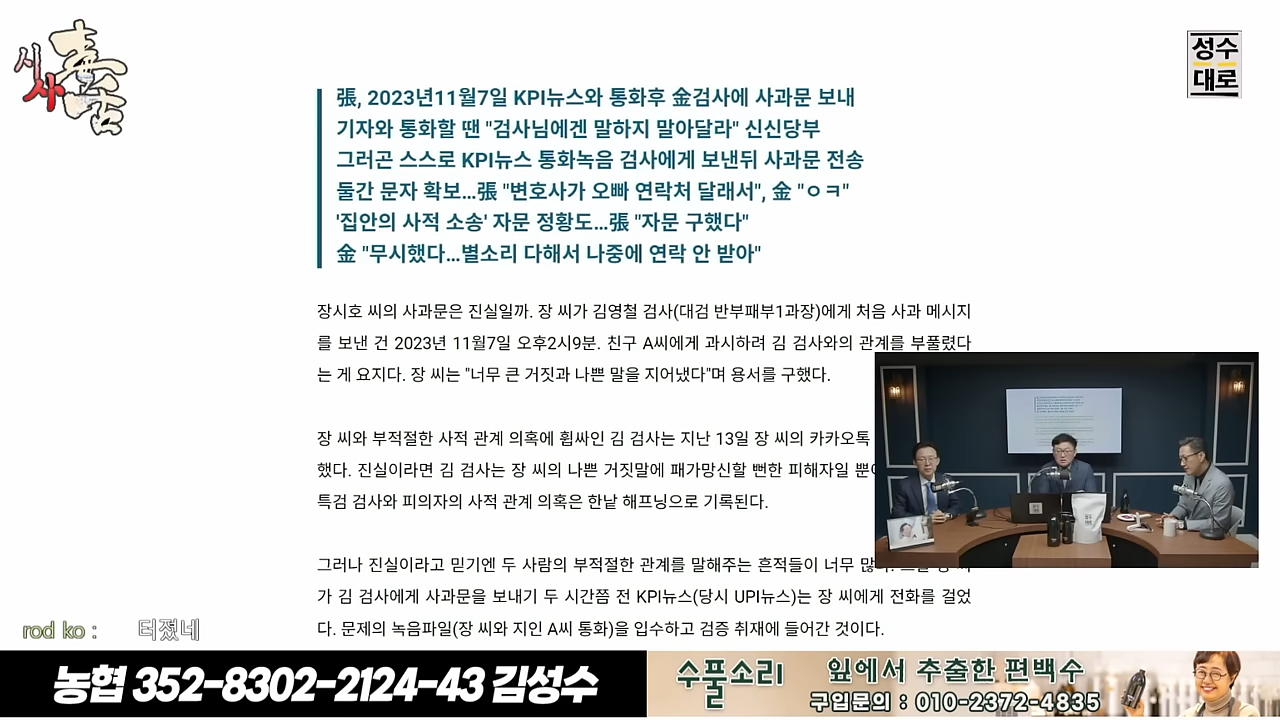 시사
喜喜
성수
대로
張, 2023년11월7일 KPI뉴스와 통화후 金검사에 사과문 보내
기자와 통화할 땐 "검사님에겐 말하지 말아달라" 신신당부
그러곤 스스로 KPI뉴스 통화녹음 검사에게 보낸뒤 사과문 전송
둘간 문자 확보...張 "변호사가 오빠 연락처 달래서", 金 "ㅇㅋ"
'집안의 사적 소송' 자문 정황도...張 "자문 구했다"
金 "무시했다...별소리 다해서 나중에 연락 안 받아"
장시호 씨의 사과문은 진실일까. 장 씨가 김영철 검사(대검 반부패부1과장)에게 처음 사과 메시지
를 보낸 건 2023년 11월7일 오후2시9분. 친구 A씨에게 과시하려 김 검사와의 관계를 부풀렸다
는 게 요지다. 장 씨는 "너무 큰 거짓과 나쁜 말을 지어냈다"며 용서를 구했다.
장 씨와 부적절한 사적 관계 의혹에 휩싸인 김 검사는 지난 13일 장 씨의 카카오톡
했다. 진실이라면 김 검사는 장 씨의 나쁜 거짓말에 패가망신할 뻔한 피해자일
특검 검사와 피의자의 사적 관계 의혹은 한낱 해프닝으로 기록된다.
그러나 진실이라고 믿기엔 두 사람의 부적절한 관계를 말해주는 흔적들이 너무
가 김 검사에게 사과문을 보내기 두 시간쯤 전 KPI뉴스(당시 UPI뉴스)는 장 씨에게 전화를 걸었
다. 문제의 녹음파일(장 씨와 지인 A씨 통화)을 입수하고 검증 취재에 들어간 것이다.
rod ko : 터졌네
농협 352-8302-2124-43 김성수
수풀소리
잎에서 추출한 편백수
구입문의 : 010-2372-4835